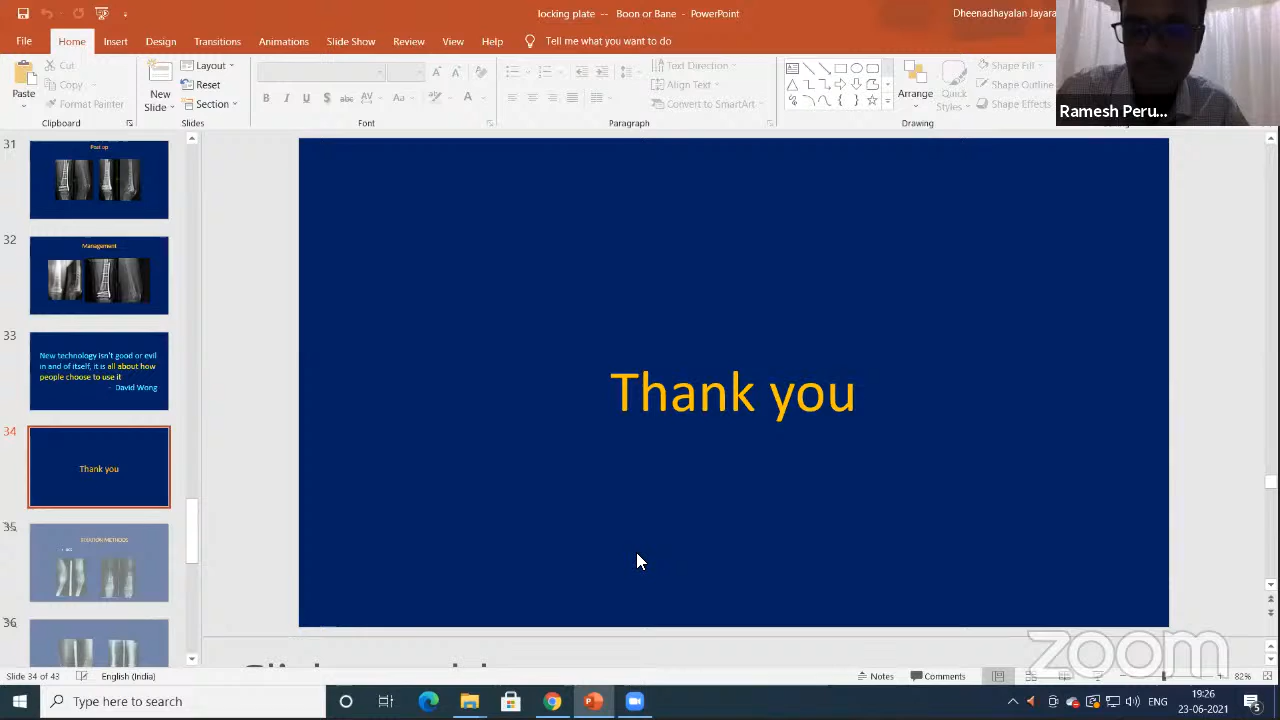 locking plate -- Boon or Bane - PowerPoint
Dheenadhayalan Jayara
File Home Insert Design Transitions Animations Slide Show Review View Help Tell me what you want to do
Cut
Copy
Format Painter
Paste
Clipboard
New
Slide
Layout
Reset
Section
Slides
B I U S abc AV Aa A
Font
Text Direction
Align Text
Convert to SmartArt
Paragraph
Arrange
Quick
Styles
Shape Fill
Shape Outline
Shape Effects
Drawing
Ramesh Peru...
31
Post op
32
Management
33
New technology isn't good or evil
in and of itself, it is all about how
people choose to use it
- David Wong
34
Thank you
35
FIXATION METHODS
36
Thank you
zoom
Slide 34 of 43
English (India)
Notes
Comments
82%
Type here to search
ENG
19:26
23-06-2021
5